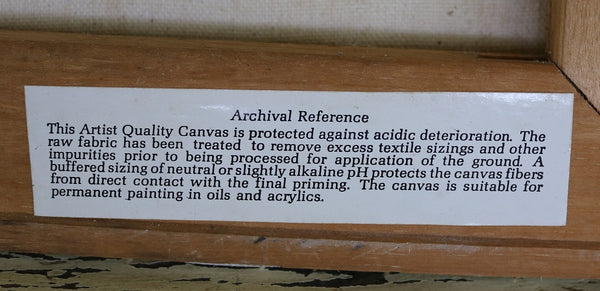 Archival Reference
This Artist Quality Canvas is protected against acidic deterioration. The
raw fabric has been treated to remove excess textile sizings and other
impurities prior to being processed for application of the ground. A
buffered sizing of neutral or slightly alkaline pH protects the canvas fibers
from direct contact with the final priming. The canvas is suitable for
permanent painting in oils and acrylics.